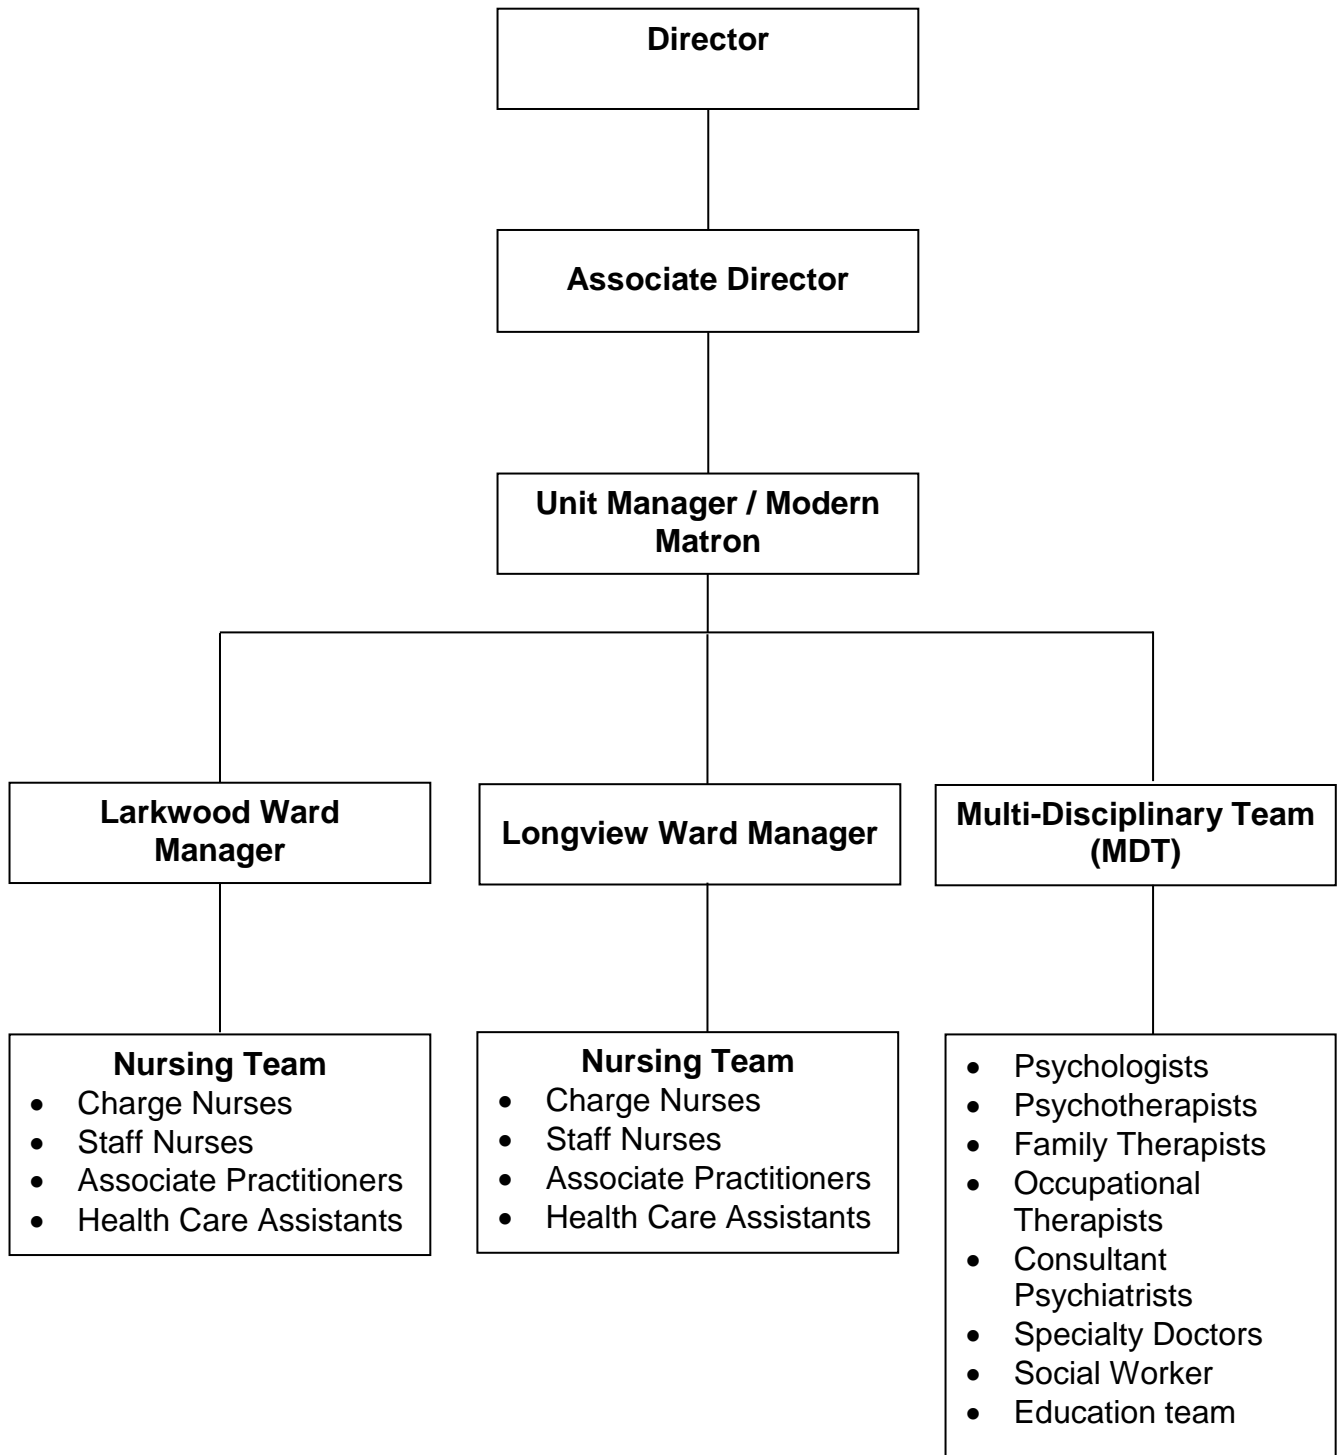 Director
Associate Director
Unit Manager / Modern
Matron
Larkwood Ward
Manager
Longview Ward Manager
Multi-Disciplinary Team
(MDT)
Nursing Team
• Charge Nurses
• Staff Nurses
• Associate Practitioners
• Health Care Assistants
Nursing Team
• Charge Nurses
• Staff Nurses
• Associate Practitioners
• Health Care Assistants
• Psychologists
• Psychotherapists
• Family Therapists
• Occupational
Therapists
• Consultant
Psychiatrists
• Specialty Doctors
• Social Worker
• Education team